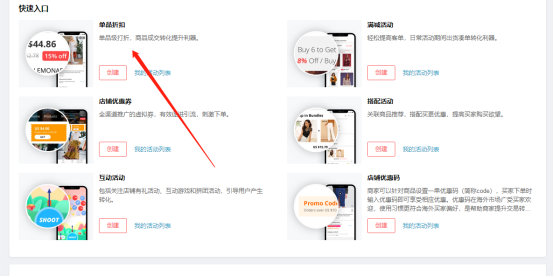 快速入口
单品折扣
单品级打折，商品成交转化提升利器。
创建 我的活动列表
$44.86
15% off
满减活动
轻松提高客单，日常活动期间出货凑单转化利器。
创建 我的活动列表
Buy 6 to Get
8% Off / Buy
店铺优惠券
全渠道推广的虚拟券，有效促进引流、刺激下单。
创建 我的活动列表
搭配活动
关联商品推荐、搭配买更优惠，提高买家购买欲望。
创建 我的活动列表
互动活动
包括关注店铺有礼活动、互动游戏和拼团活动，引导用户产生
转化。
创建 我的活动列表
SHOOT
店铺优惠码
商家可以针对商品设置一串优惠码（简称code），买家下单时
输入优惠码即可享受相应优惠。优惠码在海外市场广受买家欢
迎，使用习惯更符合海外买家偏好，是帮助商家提升交易转...
创建 我的活动列表
Promo Code